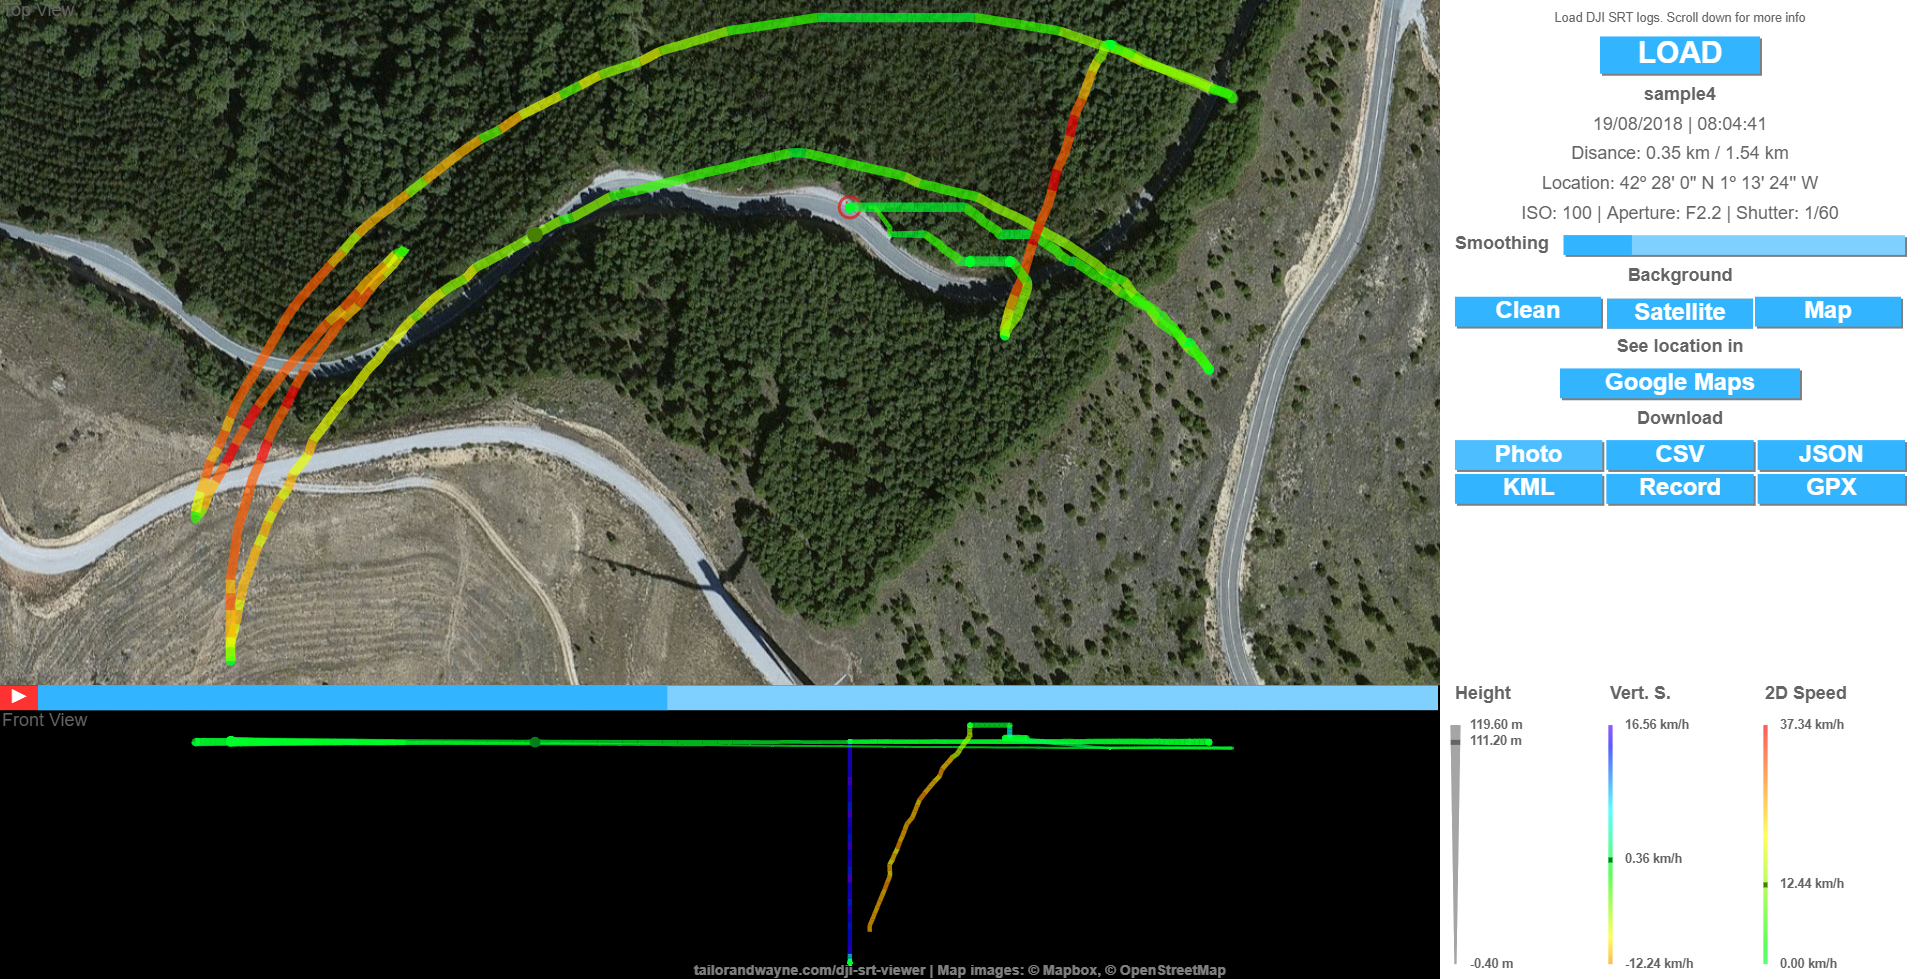 Top View
Load DJI SRT logs. Scroll down for more info
LOAD
sample4
19/08/2018 | 08:04:41
Disance: 0.35 km / 1.54 km
Location: 42º 28' 0" N 1º 13' 24" W
ISO: 100 | Aperture: F2.2 | Shutter: 1/60
Smoothing
Background
Clean
Satellite
Map
See location in
Google Maps
Download
Photo
CSV
JSON
KML
Record
GPX
Front View
Height
119.60 m
111.20 m
-0.40 m
Vert. S.
16.56 km/h
0.36 km/h
-12.24 km/h
2D Speed
37.34 km/h
12.44 km/h
0.00 km/h
tailorandwayne.com/dji-srt-viewer | Map images: © Mapbox, © OpenStreetMap